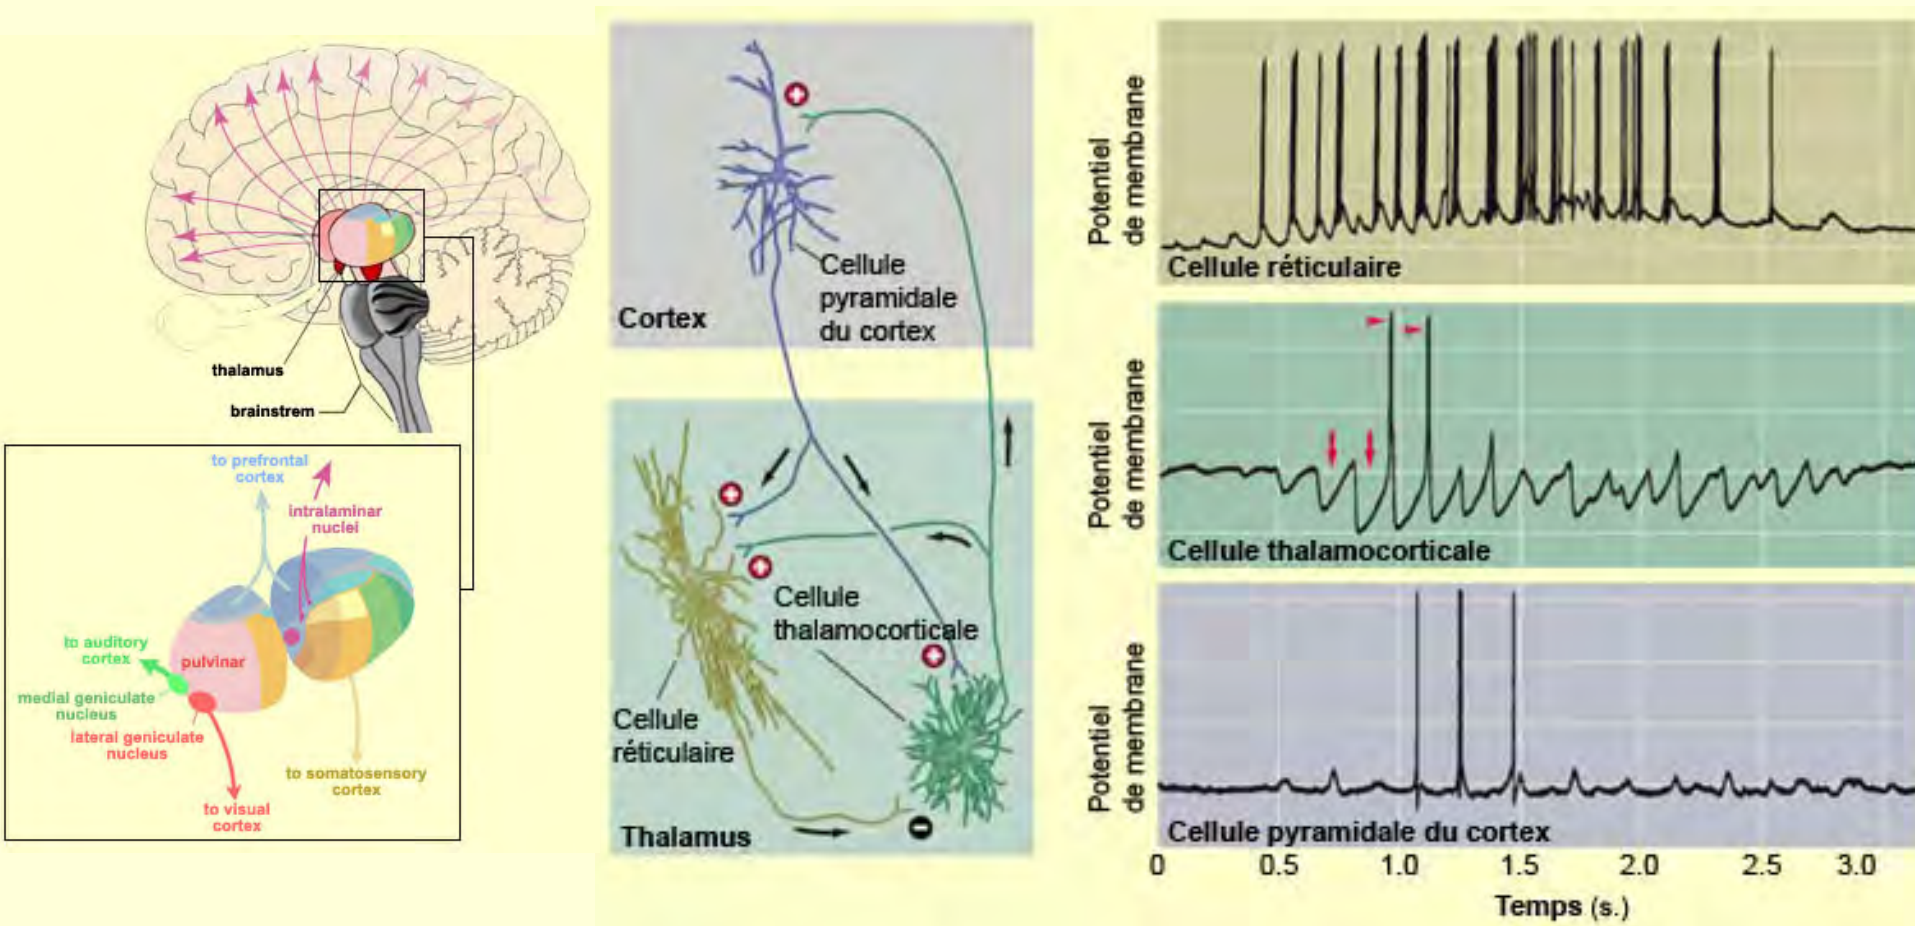 thalamus
brainstrem
to prefrontal
cortex
intralaminar
nuclei
to auditory
cortex
pulvinar
medial geniculate
nucleus
lateral geniculate
nucleus
to somatosensory
cortex
to visual
cortex
Cellule
pyramidale
du cortex
Cortex
Cellule
thalamocorticale
Cellule
réticulaire
Thalamus
Potentiel
de membrane
Cellule réticulaire
Potentiel
de membrane
Cellule thalamocorticale
Potentiel
de membrane
Cellule pyramidale du cortex
0 0.5 1.0 1.5 2.0 2.5 3.0
Temps (s.)